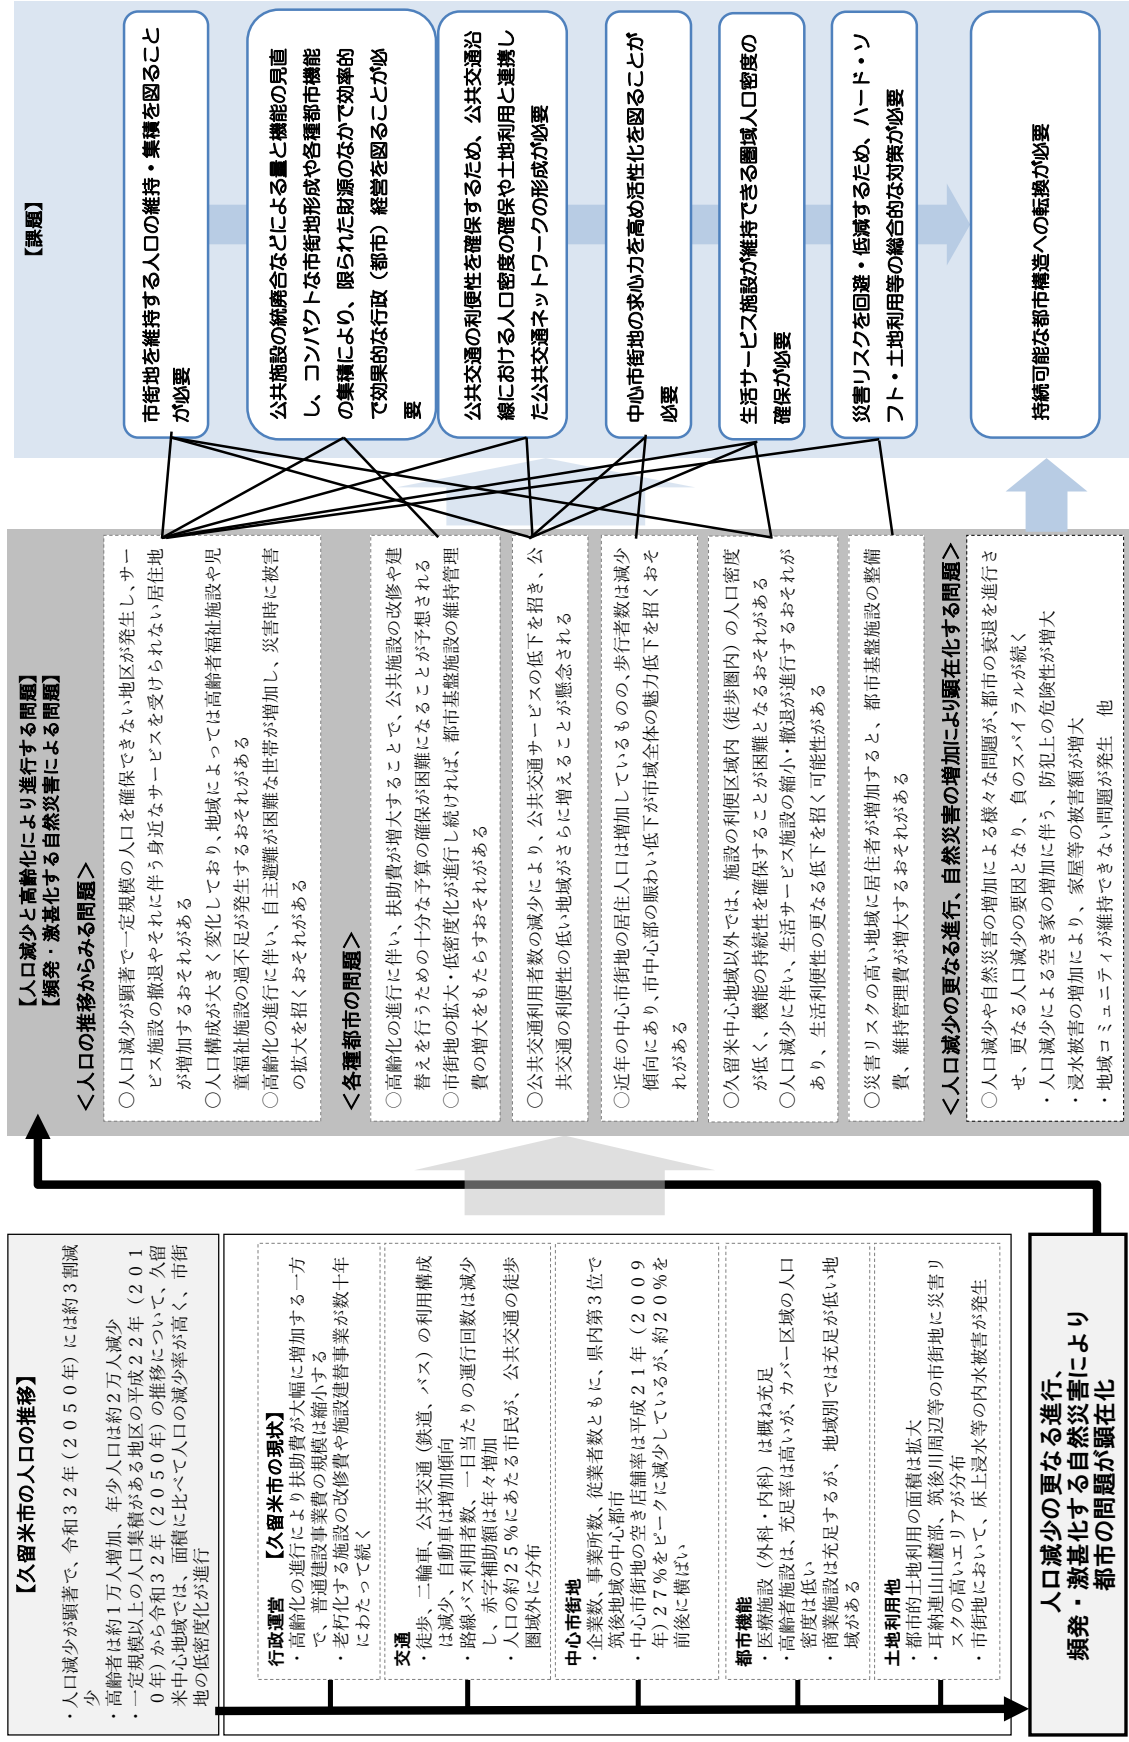 【久留米市の人口の推移】
・人口減少が顕著で、令和３２年（２０５０年）には約３割減
少
・高齢者は約１万人増加、年少人口は約２万人減少
・一定規模以上の人口集積がある地区の平成２２年（２０１
０年）から令和３２年（２０５０年）の推移について、久留
米中心地域では、面積に比べて人口の減少率が高く、市街
地の低密度化が進行
【久留米市の現状】
行政運営
・高齢化の進行により扶助費が大幅に増加する一方
で、普通建設事業費の規模は縮小する
・老朽化する施設の改修費や施設建替事業が数十年
にわたって続く
交通
・徒歩、二輪車、公共交通（鉄道、バス）の利用構成
は減少、自動車は増加傾向
・路線バス利用者数、一日当たりの運行回数は減少
し、赤字補助額は年々増加
・人口の約２５％にあたる市民が、公共交通の徒歩
圏域外に分布
中心市街地
・企業数、事業所数、従業者数ともに、県内第３位で
筑後地域の中心都市
・中心市街地の空き店舗率は平成２１年（２００９
年）２７％をピークに減少しているが、約２０％を
前後に横ばい
都市機能
・医療施設（外科・内科）は概ね充足
・高齢者施設は、充足率は高いが、カバー区域の人口
密度は低い
・商業施設は充足するが、地域別では充足が低い地
域がある
土地利用他
・都市的土地利用の面積は拡大
・耳納連山山麓部、筑後川周辺等の市街地に災害リ
スクの高いエリアが分布
・市街地において、床上浸水等の内水被害が発生
人口減少の更なる進行、
頻発・激甚化する自然災害により
都市の問題が顕在化
【人口減少と高齢化により進行する問題】
【頻発・激甚化する自然災害による問題】
＜人口の推移からみる問題＞
○人口減少が顕著で一定規模の人口を確保できない地区が発生し、サー
ビス施設の撤退やそれに伴う身近なサービスを受けられない居住地
が増加するおそれがある
○人口構成が大きく変化しており、地域によっては高齢者福祉施設や児
童福祉施設の過不足が発生するおそれがある
○高齢化の進行に伴い、自主避難が困難な世帯が増加し、災害時に被害
の拡大を招くおそれがある
＜各種都市の問題＞
○高齢化の進行に伴い、扶助費が増大することで、公共施設の改修や建
替えを行うための十分な予算の確保が困難になることが予想される
○市街地の拡大・低密度化が進行し続ければ、都市基盤施設の維持管理
費の増大をもたらすおそれがある
○公共交通利用者数の減少により、公共交通サービスの低下を招き、公
共交通の利便性の低い地域がさらに増えることが懸念される
○近年の中心市街地の居住人口は増加しているものの、歩行者数は減少
傾向にあり、市中心部の賑わい低下が市域全体の魅力低下を招くおそ
れがある
○久留米中心地域以外では、施設の利便区域内（徒歩圏内）の人口密度
が低く、機能の持続性を確保することが困難となるおそれがある
○人口減少に伴い、生活サービス施設の縮小・撤退が進行するおそれが
あり、生活利便性の更なる低下を招く可能性がある
○災害リスクの高い地域に居住者が増加すると、都市基盤施設の整備
費、維持管理費が増大するおそれがある
＜人口減少の更なる進行、自然災害の増加により顕在化する問題＞
○人口減少や自然災害の増加による様々な問題が、都市の衰退を進行さ
せ、更なる人口減少の要因となり、負のスパイラルが続く
・人口減少による空き家の増加に伴う、防犯上の危険性が増大
・浸水被害の増加により、家屋等の被害額が増大
・地域コミュニティが維持できない問題が発生　他
【課題】
市街地を維持する人口の維持・集積を図ること
が必要
公共施設の統廃合などによる量と機能の見直
し、コンパクトな市街地形成や各種都市機能
の集積により、限られた財源のなかで効率的
で効果的な行政（都市）経営を図ることが必
要
公共交通の利便性を確保するため、公共交通沿
線における人口密度の確保や土地利用と連携し
た公共交通ネットワークの形成が必要
中心市街地の求心力を高め活性化を図ることが
必要
生活サービス施設が維持できる圏域人口密度の
確保が必要
災害リスクを回避・低減するため、ハード・ソ
フト・土地利用等の総合的な対策が必要
持続可能な都市構造への転換が必要